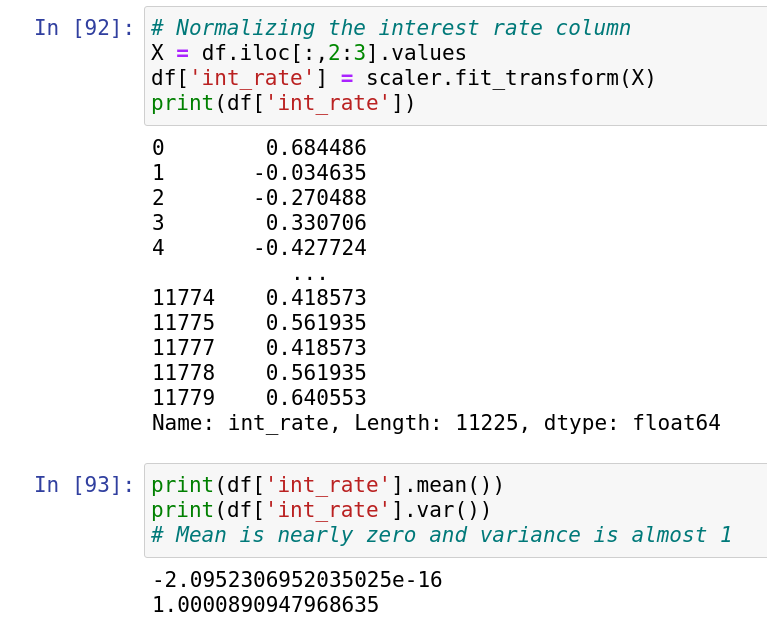 In [92]: # Normalizing the interest rate column
X = df.iloc[:,2:3].values
df['int_rate'] = scaler.fit_transform(X)
print(df['int_rate'])
0        0.684486
1       -0.034635
2       -0.270488
3        0.330706
4       -0.427724
           ...
11774    0.418573
11775    0.561935
11777    0.418573
11778    0.561935
11779    0.640553
Name: int_rate, Length: 11225, dtype: float64
In [93]: print(df['int_rate'].mean())
print(df['int_rate'].var())
# Mean is nearly zero and variance is almost 1
-2.0952306952035025e-16
1.0000890947968635